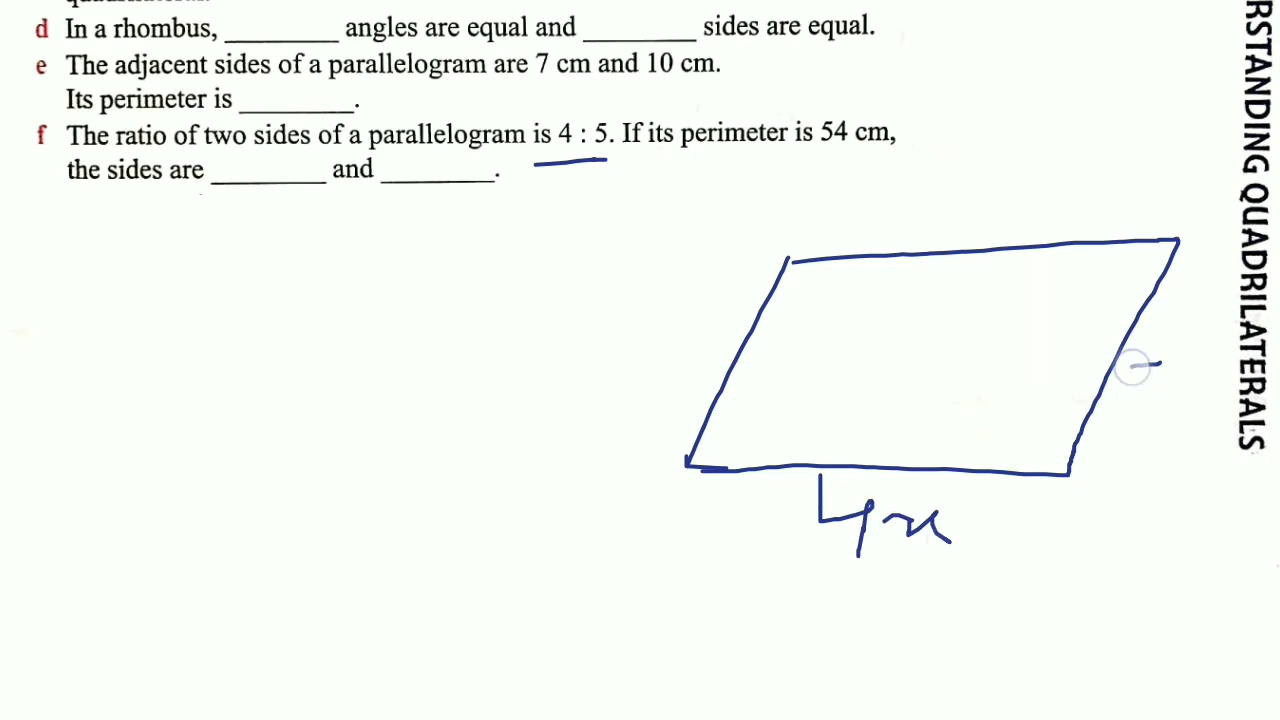 d In a rhombus, ________ angles are equal and ________ sides are equal.
e The adjacent sides of a parallelogram are 7 cm and 10 cm.
Its perimeter is ________.
f The ratio of two sides of a parallelogram is 4 : 5. If its perimeter is 54 cm,
the sides are ________ and ________.
4x
RSTANDING QUADRILATERALS